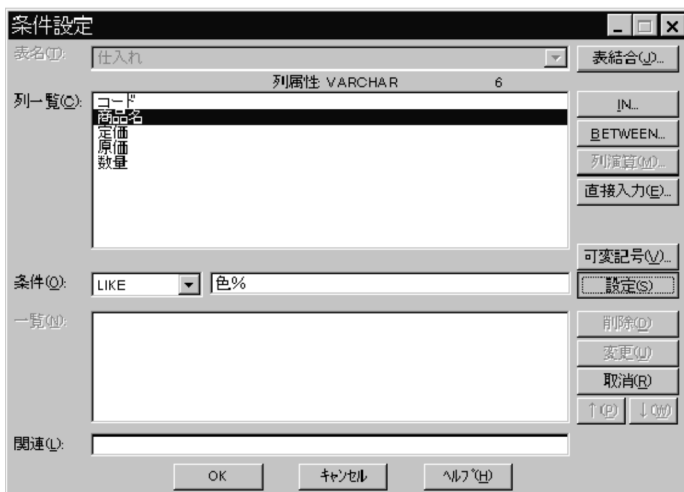 条件設定
表名(T): 仕入れ 表結合(J)...
列属性 VARCHAR 6
列一覧(C): コード IN...
商品名
定価 BETWEEN...
原価 列演算(M)...
数量
直接入力(E)...
可変記号(V)...
条件(O): LIKE 色% 設定(S)
一覧(N): 削除(D)
変更(U)
取消(R)
↑(P) ↓(W)
関連(L):
OK キャンセル ヘルプ(H)